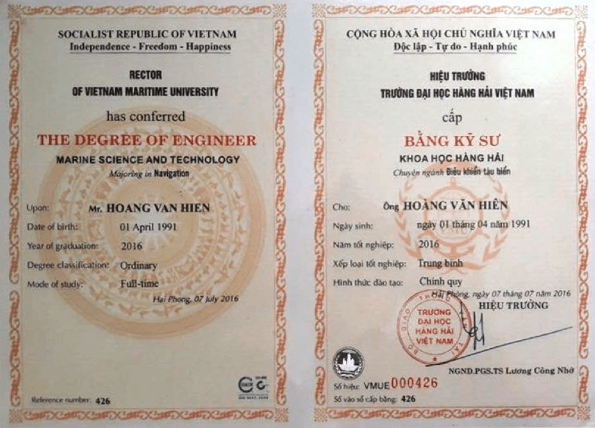 SOCIALIST REPUBLIC OF VIETNAM
Independence - Freedom - Happiness
RECTOR
OF VIETNAM MARITIME UNIVERSITY
has conferred
THE DEGREE OF ENGINEER
MARINE SCIENCE AND TECHNOLOGY
Majoring in Navigation
Upon: Mr. HOANG VAN HIEN
Date of birth: 01 April 1991
Year of graduation: 2016
Degree classification: Ordinary
Mode of study: Full-time
Hai Phong, 07 july 2016
Reference number: 426
CỘNG HÒA XÃ HỘI CHỦ NGHĨA VIỆT NAM
Độc lập - Tự do - Hạnh phúc
HIỆU TRƯỞNG
TRƯỜNG ĐẠI HỌC HÀNG HẢI VIỆT NAM
cấp
BẰNG KỸ SƯ
KHOA HỌC HÀNG HẢI
Chuyên ngành Điều khiển tàu biển
Cho: Ông HOÀNG VĂN HIÊN
Ngày sinh: ngày 01 tháng 04 năm 1991
Năm tốt nghiệp: 2016
Xếp loại tốt nghiệp: Trung bình
Hình thức đào tạo: Chính quy
Hải Phòng, ngày 07 tháng 07 năm 2016
HIỆU TRƯỞNG
TRƯỜNG
ĐẠI HỌC
HÀNG HẢI
VIỆT NAM
NGND.PGS.TS Lương Công Nhớ
Số hiệu: VMUE000426
Số vào sổ cấp bằng: 426